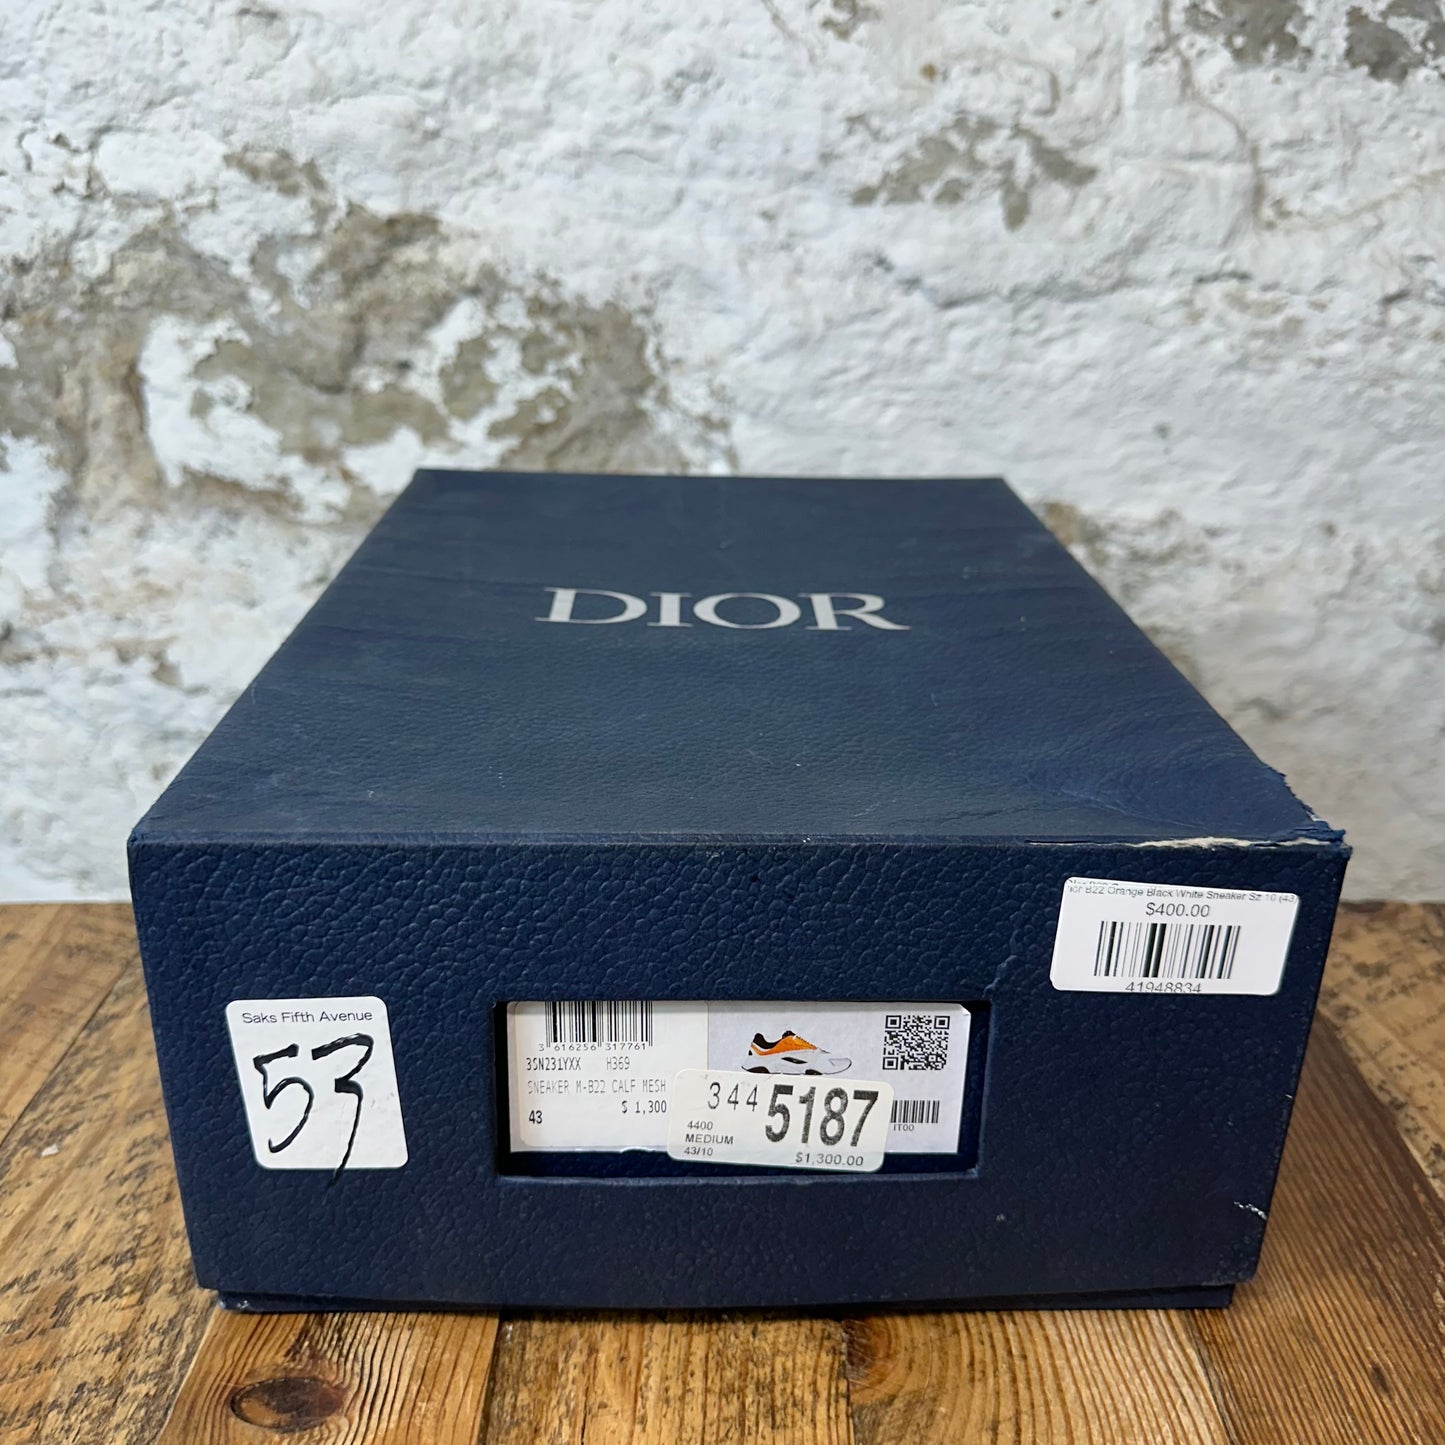 DIOR
B22 Orange Black White Sneaker Sz 10 (43)
$400.00
41948834
Saks Fifth Avenue
53
3 616256 317761
3SN231YXX H369
SNEAKER M-B22 CALF MESH
$ 1,300
43
344 5187
4400
MEDIUM
43/10
$1,300.00
IT00